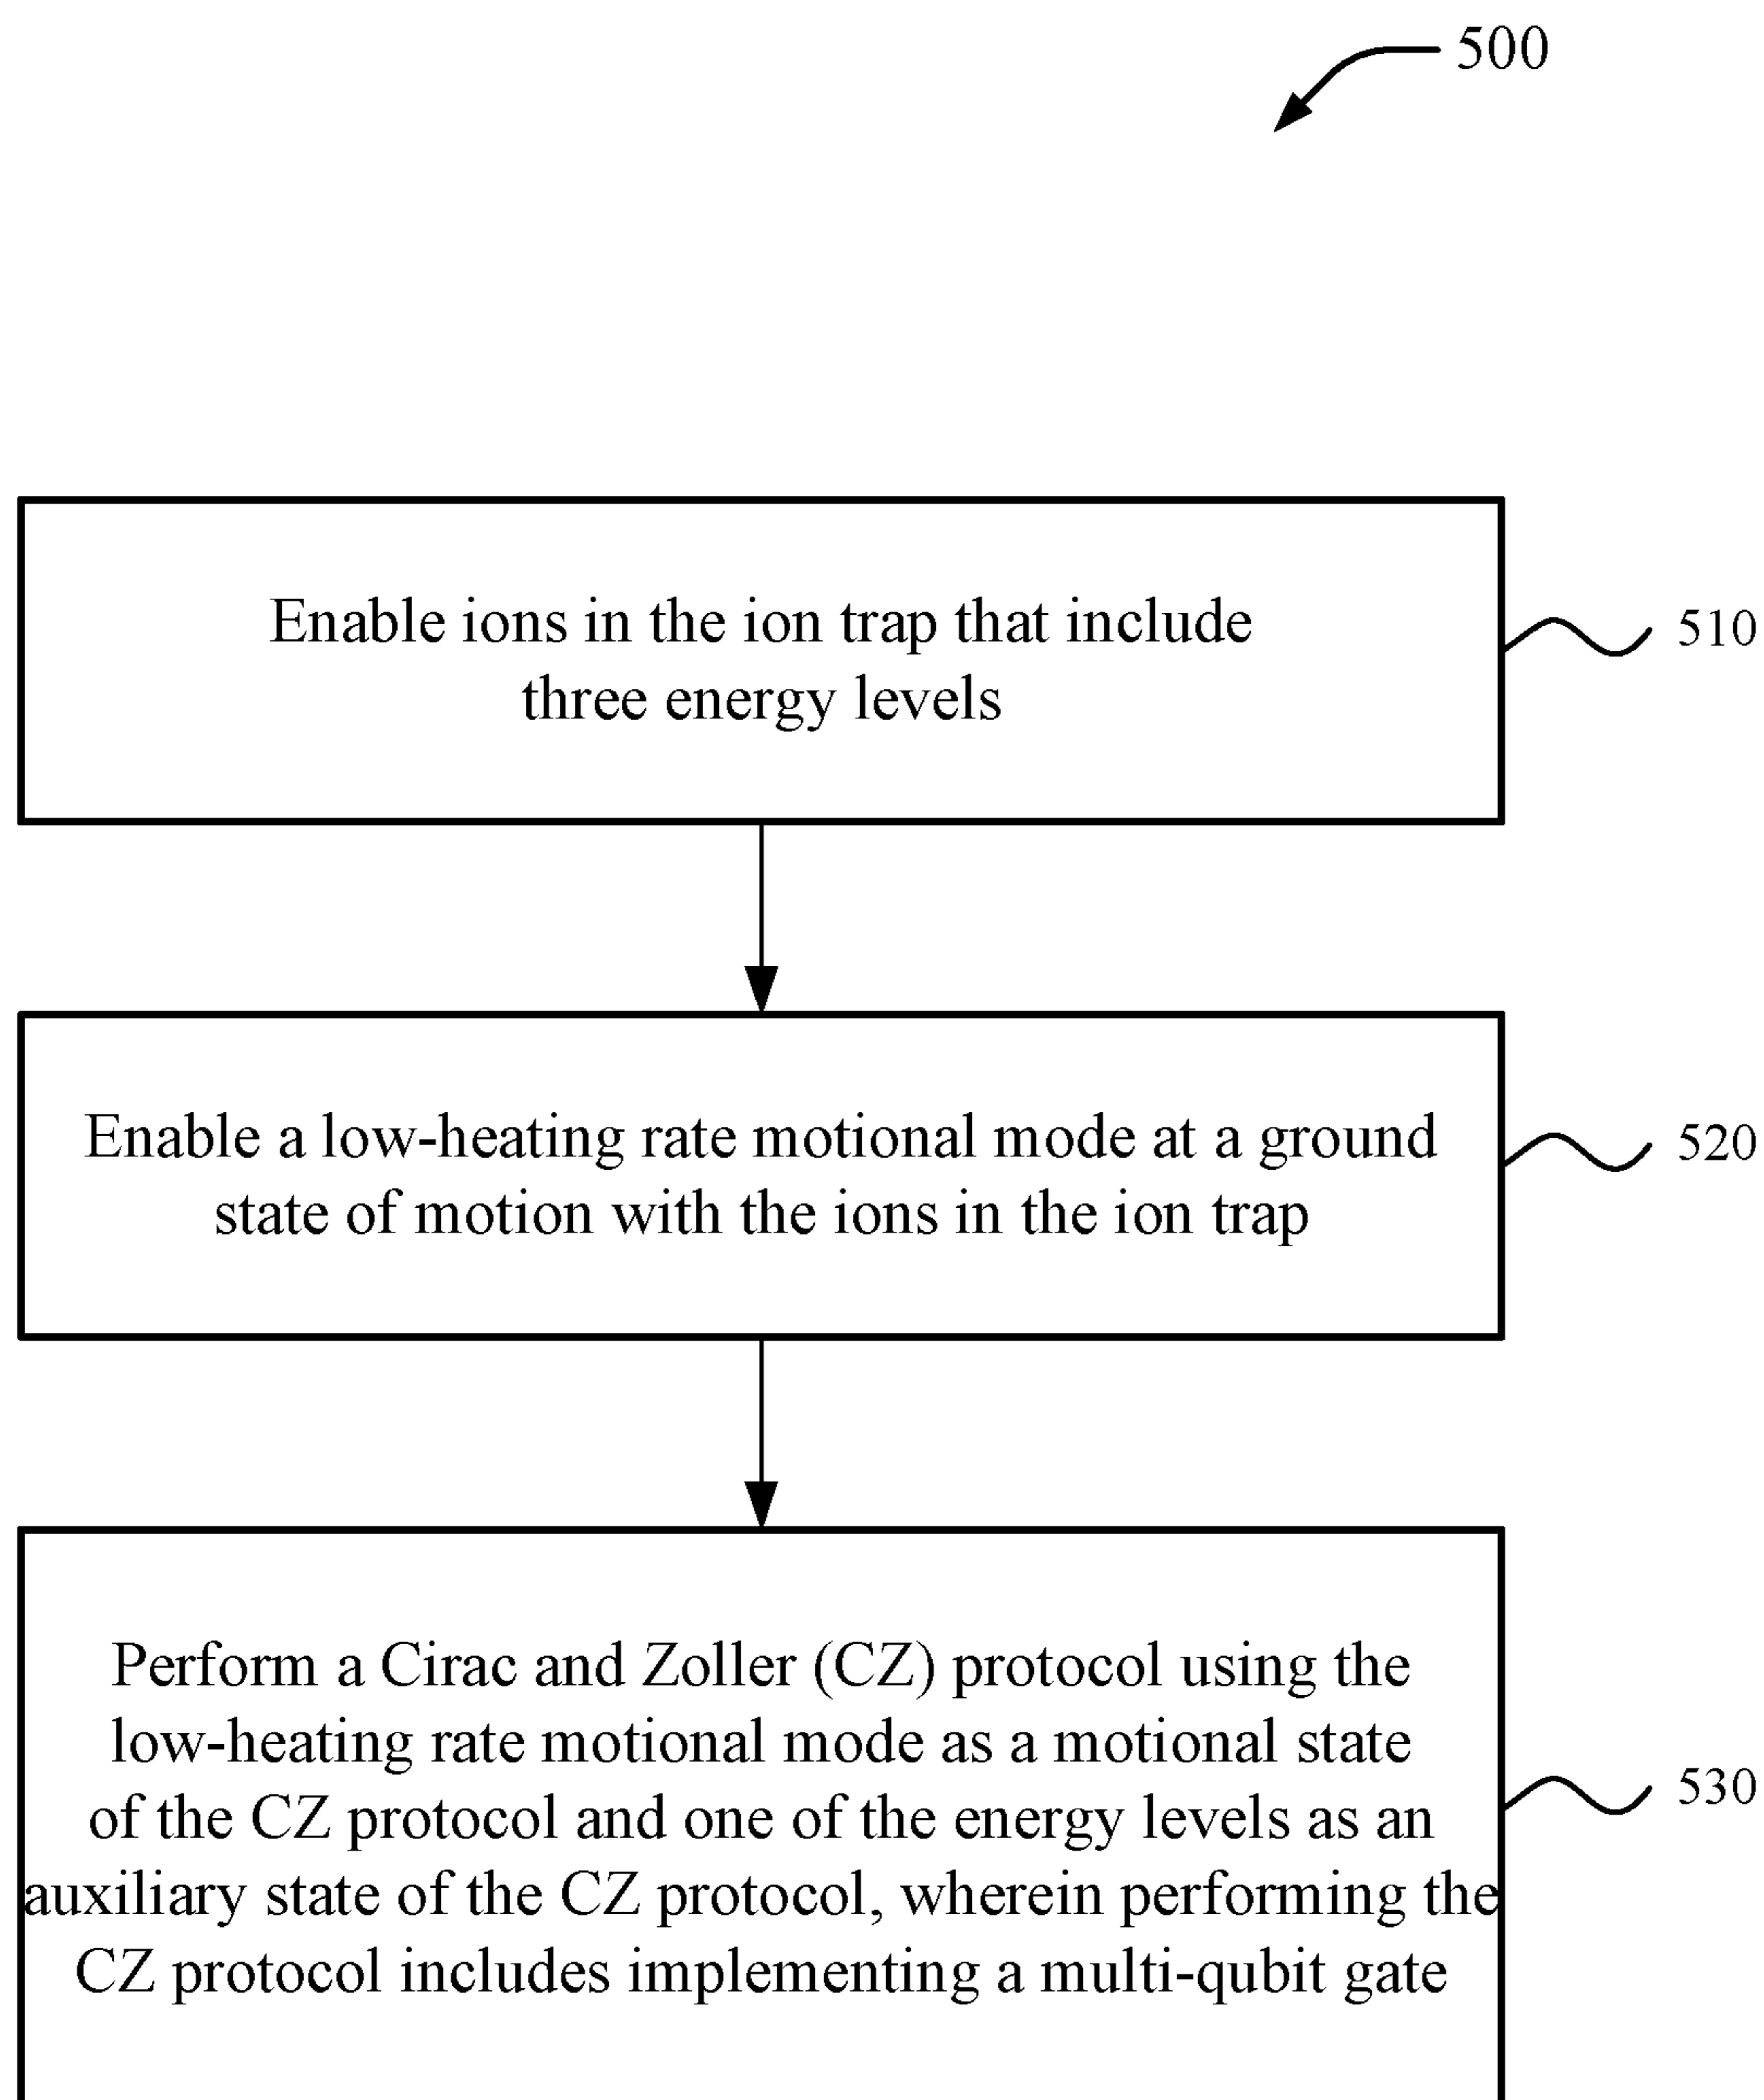 500
Enable ions in the ion trap that include
three energy levels
510
Enable a low-heating rate motional mode at a ground
state of motion with the ions in the ion trap
520
Perform a Cirac and Zoller (CZ) protocol using the
low-heating rate motional mode as a motional state
of the CZ protocol and one of the energy levels as an
auxiliary state of the CZ protocol, wherein performing the
CZ protocol includes implementing a multi-qubit gate
530